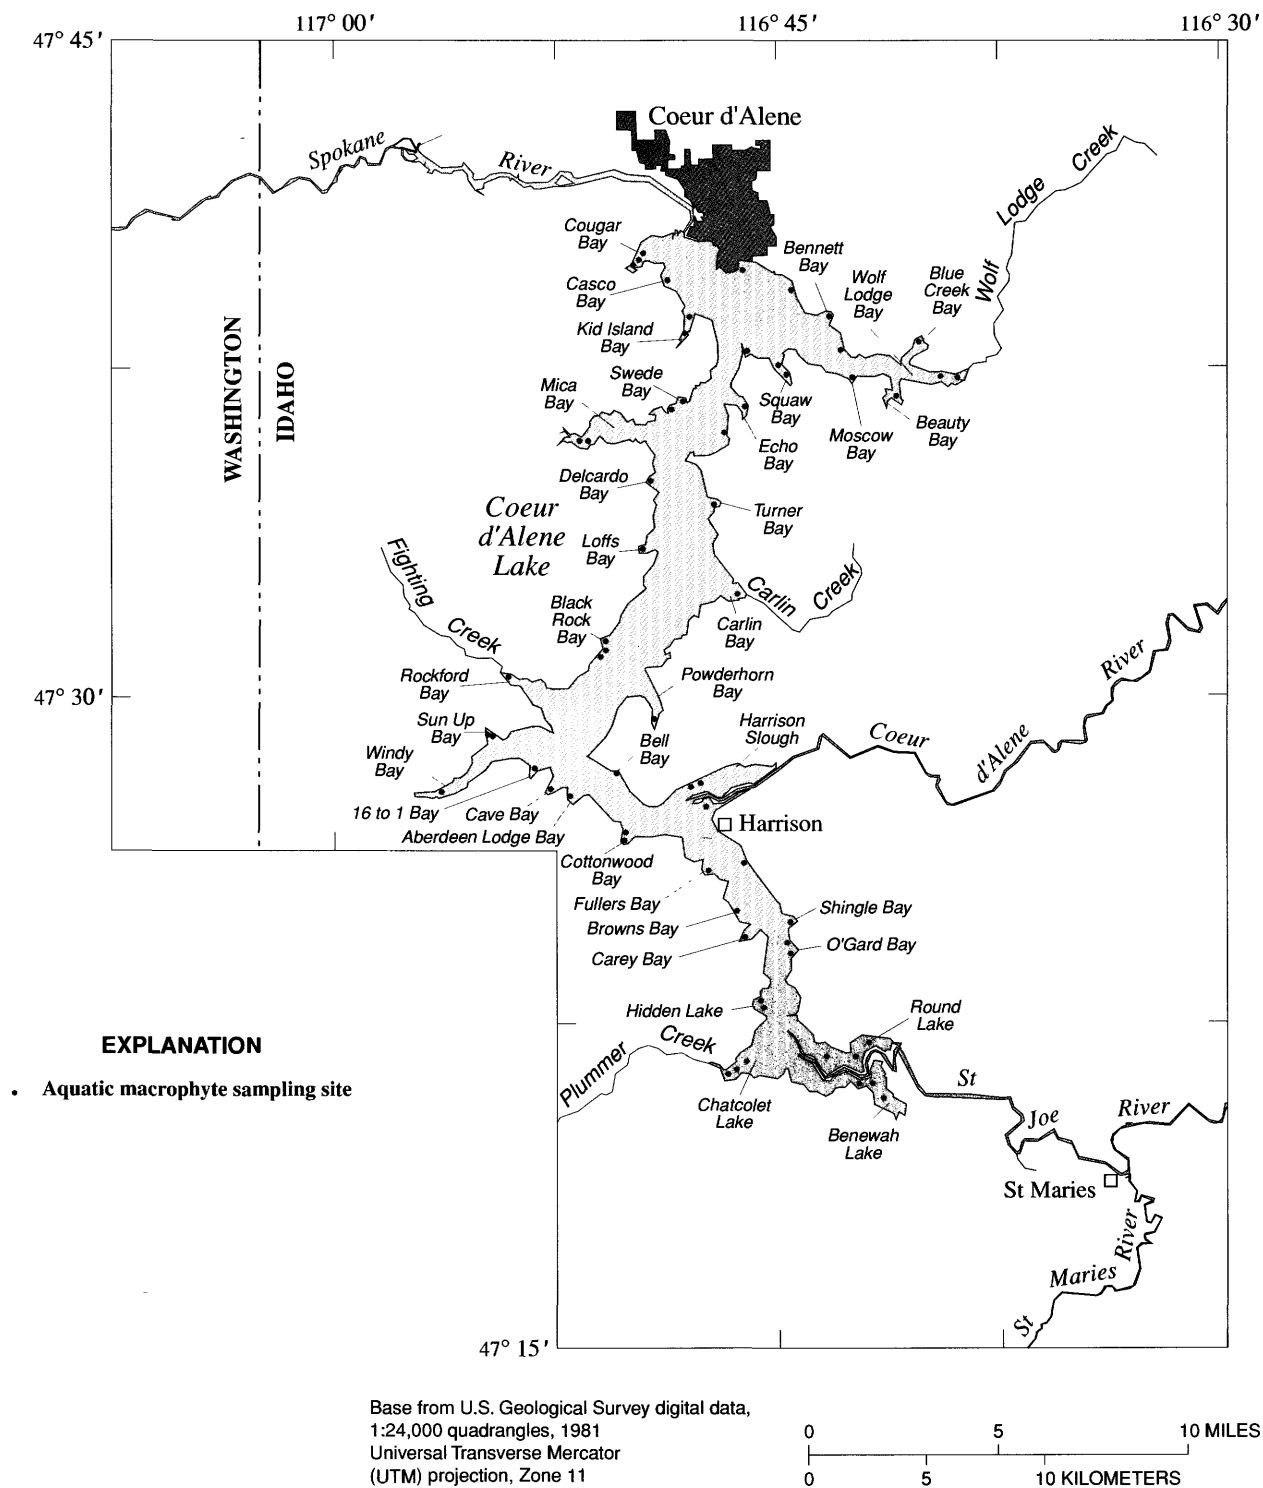 117° 00'
116° 45'
116° 30'
47° 45'
Coeur d'Alene
Spokane
River
Wolf
Lodge
Creek
Cougar
Bay
Bennett
Bay
Wolf
Lodge
Bay
Blue
Creek
Bay
Casco
Bay
Kid Island
Bay
WASHINGTON
IDAHO
Swede
Bay
Mica
Bay
Squaw
Bay
Echo
Bay
Moscow
Bay
Beauty
Bay
Delcardo
Bay
Coeur
d'Alene
Lake
Turner
Bay
Loffs
Bay
Fighting
Creek
Carlin
Creek
Black
Rock
Bay
Carlin
Bay
Rockford
Bay
Powderhorn
Bay
47° 30'
Sun Up
Bay
Harrison
Slough
Bell
Bay
Coeur
d'Alene
River
Windy
Bay
16 to 1 Bay
Cave Bay
Aberdeen Lodge Bay
Harrison
Cottonwood
Bay
Fullers Bay
Browns Bay
Carey Bay
Shingle Bay
O'Gard Bay
Hidden Lake
Round
Lake
Plummer
Creek
Chatcolet
Lake
Benewah
Lake
St
Joe
River
St Maries
St
Maries
River
EXPLANATION
Aquatic macrophyte sampling site
47° 15'
Base from U.S. Geological Survey digital data,
1:24,000 quadrangles, 1981
Universal Transverse Mercator
(UTM) projection, Zone 11
0 5 10 MILES
0 5 10 KILOMETERS